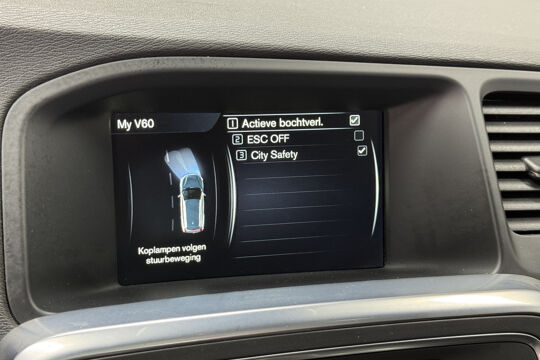 My V60
1 Actieve bochtverl.
2 ESC OFF
3 City Safety
Koplampen volgen
stuurbeweging